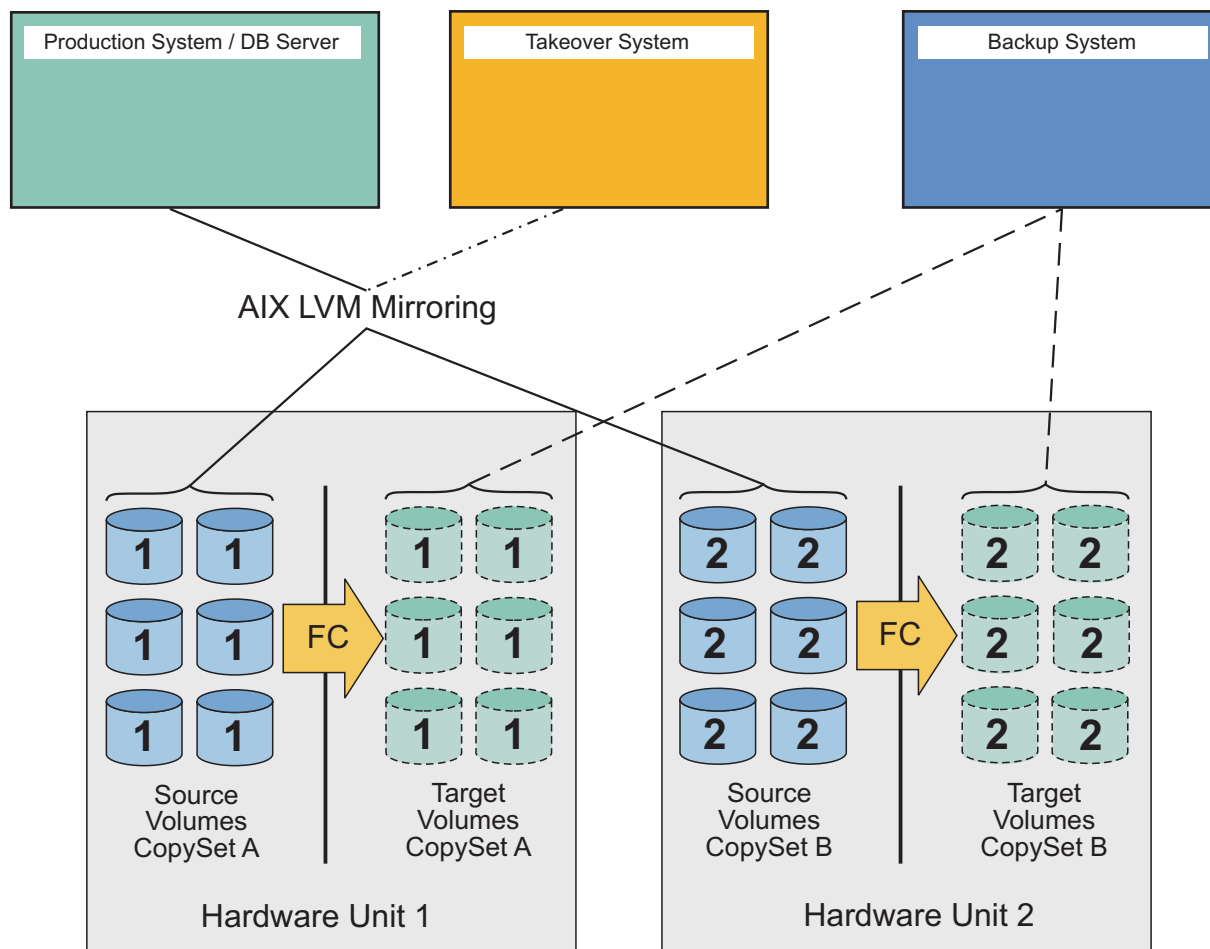 Production System / DB Server
Takeover System
Backup System
AIX LVM Mirroring
1 1 1 1 2 2 2 2
1 1 FC 1 1 2 2 FC 2 2
1 1 1 1 2 2 2 2
Source
Volumes
CopySet A
Target
Volumes
CopySet A
Source
Volumes
CopySet B
Target
Volumes
CopySet B
Hardware Unit 1
Hardware Unit 2